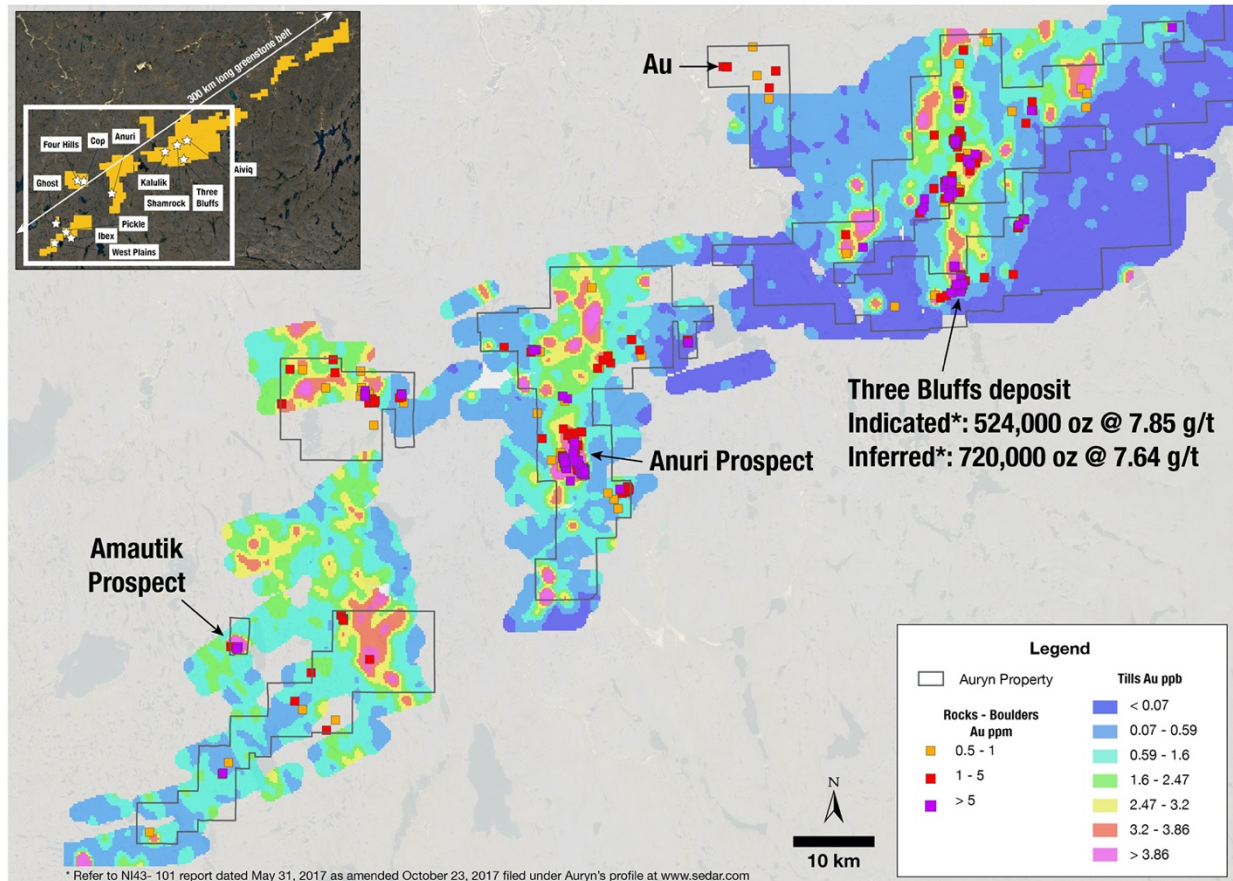 300 km long greenstone belt
Four Hills
Cop
Anuri
Ghost
Kalulik
Shamrock
Three
Bluffs
Aiviq
Pickle
Ibex
West Plains
Au
Three Bluffs deposit
Indicated*: 524,000 oz @ 7.85 g/t
Inferred*: 720,000 oz @ 7.64 g/t
Anuri Prospect
Amautik
Prospect
Legend
Auryn Property
Rocks - Boulders
Au ppm
0.5 - 1
1 - 5
> 5
Tills Au ppb
< 0.07
0.07 - 0.59
0.59 - 1.6
1.6 - 2.47
2.47 - 3.2
3.2 - 3.86
> 3.86
N
10 km
* Refer to NI43- 101 report dated May 31, 2017 as amended October 23, 2017 filed under Auryn's profile at www.sedar.com